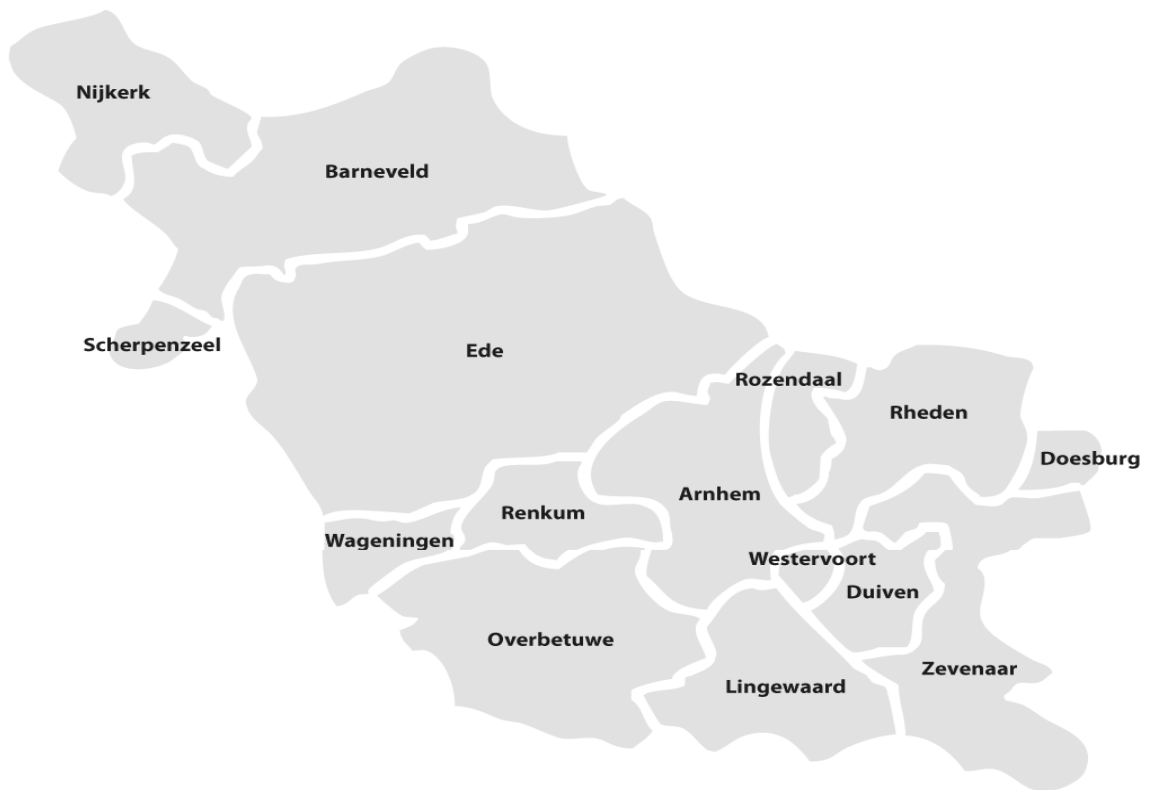 Nijkerk
Barneveld
Scherpenzeel
Ede
Rozendaal
Rheden
Doesburg
Arnhem
Renkum
Wageningen
Westervoort
Duiven
Overbetuwe
Zevenaar
Lingewaard